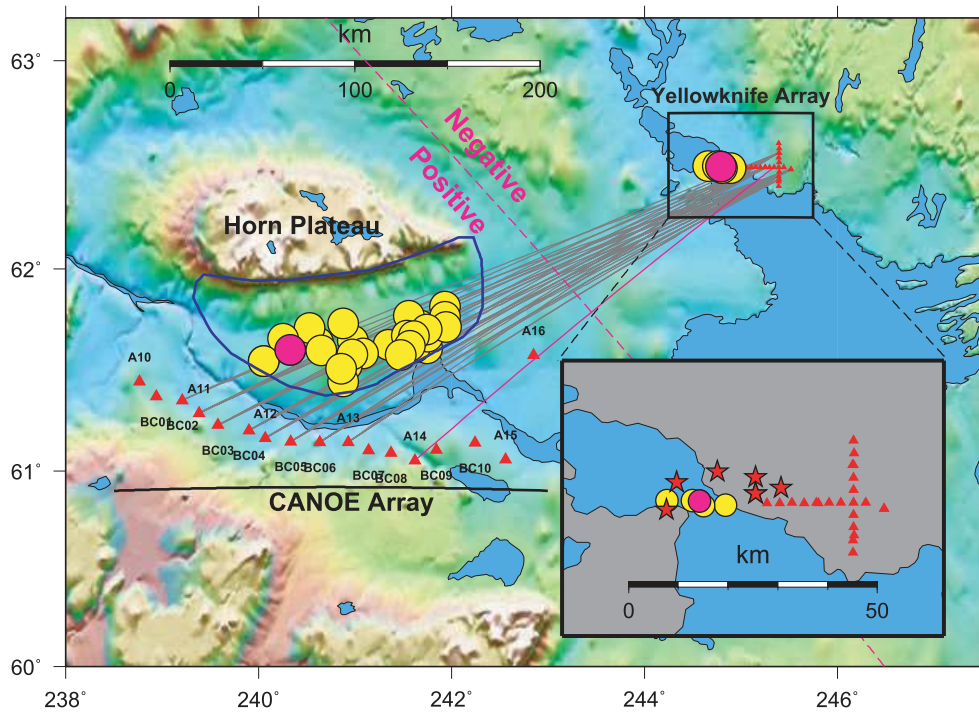 63°
62°
61°
60°
238°
240°
242°
244°
246°
km
0
100
200
Yellowknife Array
Negative
Positive
Horn Plateau
A16
A10
A11
BC01
BC02
A12
BC03
BC04
A13
BC05
BC06
A14
BC07
BC08
BC09
A15
BC10
CANOE Array
km
0
50